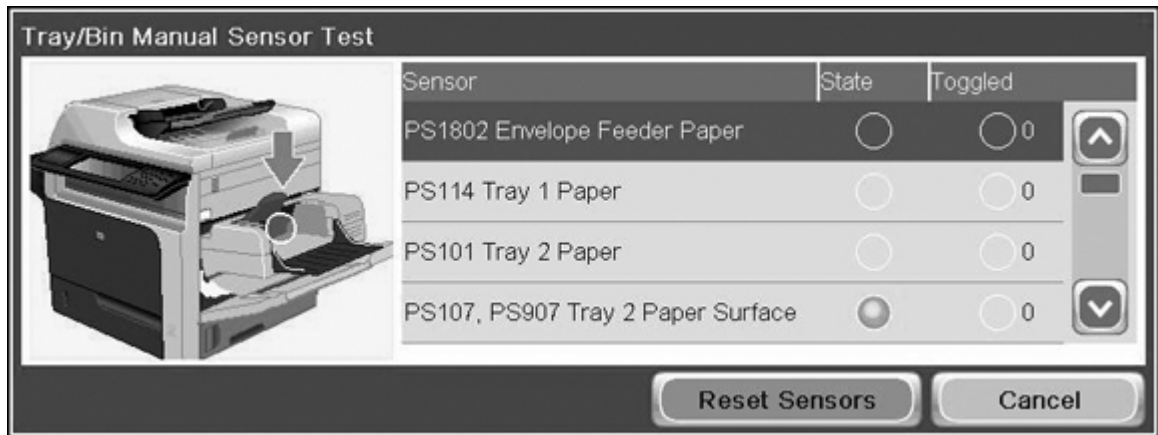 Tray/Bin Manual Sensor Test
Sensor State Toggled
PS1802 Envelope Feeder Paper 0
PS114 Tray 1 Paper 0
PS101 Tray 2 Paper 0
PS107, PS907 Tray 2 Paper Surface 0
Reset Sensors Cancel